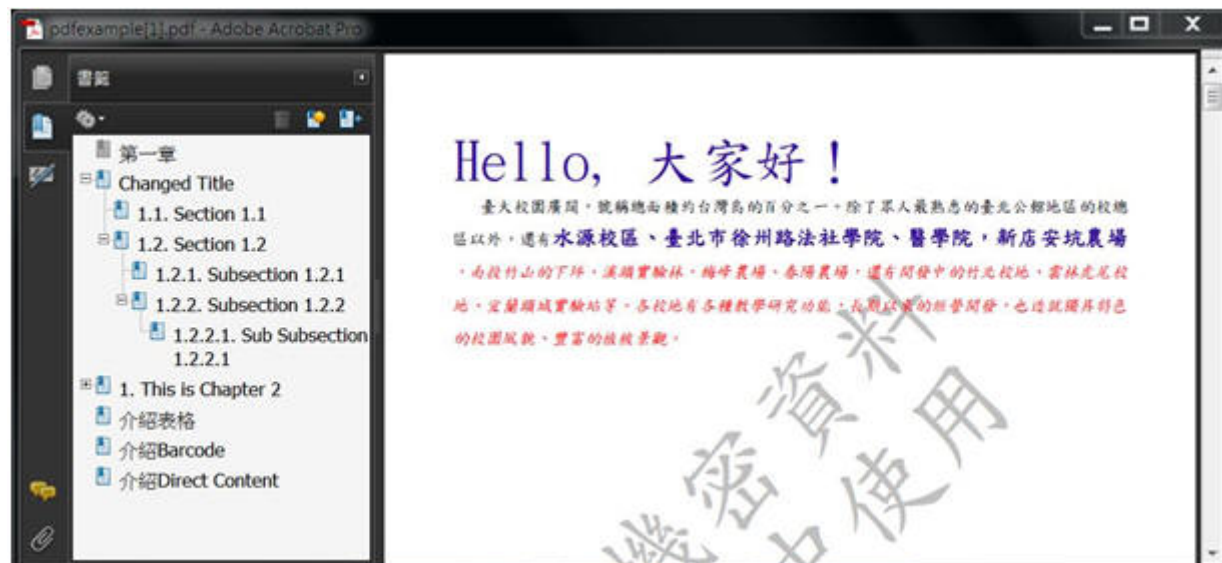 pdfexample[1].pdf - Adobe Acrobat Pro
書籤
第一章
Changed Title
1.1. Section 1.1
1.2. Section 1.2
1.2.1. Subsection 1.2.1
1.2.2. Subsection 1.2.2
1.2.2.1. Sub Subsection
1.2.2.1
1. This is Chapter 2
介紹表格
介紹Barcode
介紹Direct Content
Hello, 大家好！
臺大校園廣闊，號稱總面積約台灣島的百分之一。除了眾人最熟悉的臺北公館地區的校總
區以外，還有水源校區、臺北市徐州路法社學院、醫學院，新店安坑農場
，南投竹山的下坪、溪頭實驗林，梅峰農場、春陽農場，還有開發中的竹北校地、雲林虎尾校
地、宜蘭頭城實驗站等。各校地有各種教學研究功能，長期以來的經營開發，也造就獨具特色
的校園風貌、豐富的植被景觀。
機密資料
中使用